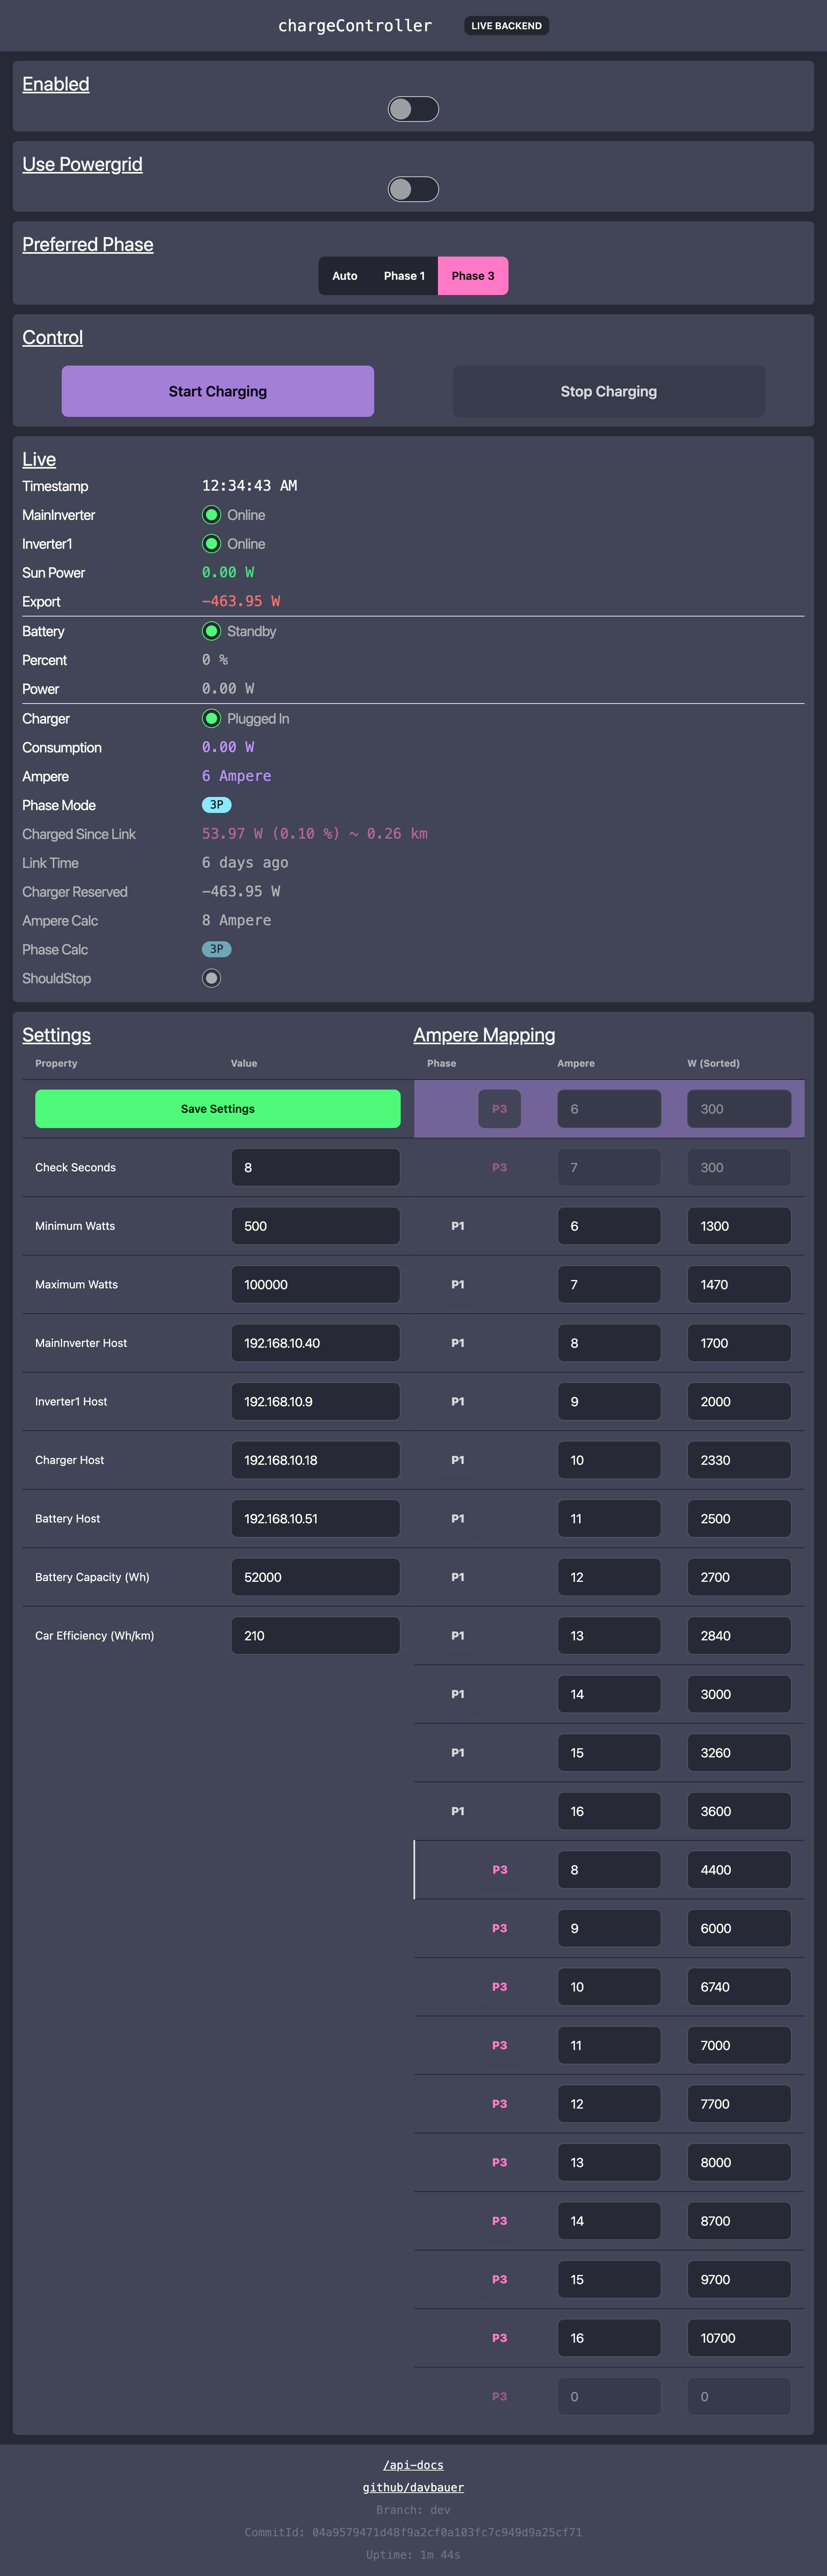 chargeController LIVE BACKEND
Enabled
Use Powergrid
Preferred Phase
Auto Phase 1 Phase 3
Control
Start Charging Stop Charging
Live
Timestamp 12:34:43 AM
MainInverter Online
Inverter1 Online
Sun Power 0.00 W
Export -463.95 W
Battery Standby
Percent 0 %
Power 0.00 W
Charger Plugged In
Consumption 0.00 W
Ampere 6 Ampere
Phase Mode 3P
Charged Since Link 53.97 W (0.10 %) ~ 0.26 km
Link Time 6 days ago
Charger Reserved -463.95 W
Ampere Calc 8 Ampere
Phase Calc 3P
ShouldStop
Settings
Property Value
Save Settings
Check Seconds 8
Minimum Watts 500
Maximum Watts 100000
MainInverter Host 192.168.10.40
Inverter1 Host 192.168.10.9
Charger Host 192.168.10.18
Battery Host 192.168.10.51
Battery Capacity (Wh) 52000
Car Efficiency (Wh/km) 210
Ampere Mapping
Phase Ampere W (Sorted)
P3 6 300
P3 7 300
P1 6 1300
P1 7 1470
P1 8 1700
P1 9 2000
P1 10 2330
P1 11 2500
P1 12 2700
P1 13 2840
P1 14 3000
P1 15 3260
P1 16 3600
P3 8 4400
P3 9 6000
P3 10 6740
P3 11 7000
P3 12 7700
P3 13 8000
P3 14 8700
P3 15 9700
P3 16 10700
P3 0 0
/api-docs
github/davbauer
Branch: dev
CommitId: 04a9579471d48f9a2cf0a103fc7c949d9a25cf71
Uptime: 1m 44s